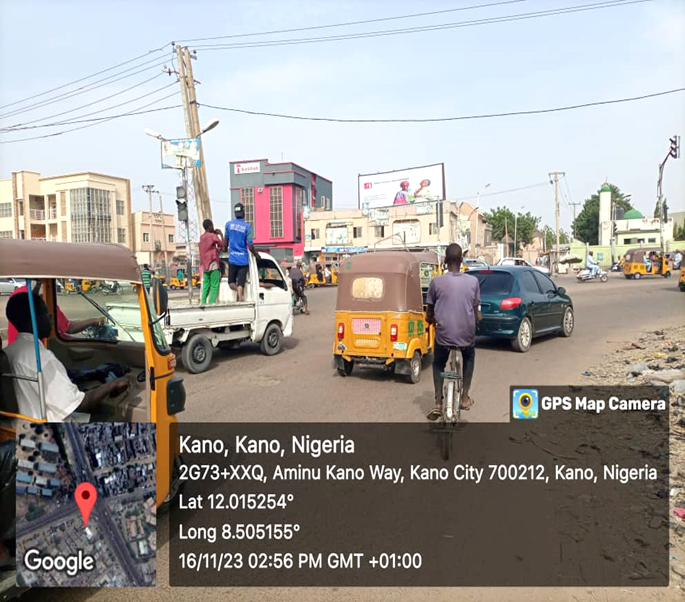 GPS Map Camera
Kano, Kano, Nigeria
2G73+XXQ, Aminu Kano Way, Kano City 700212, Kano, Nigeria
Lat 12.015254°
Long 8.505155°
16/11/23 02:56 PM GMT +01:00
Google